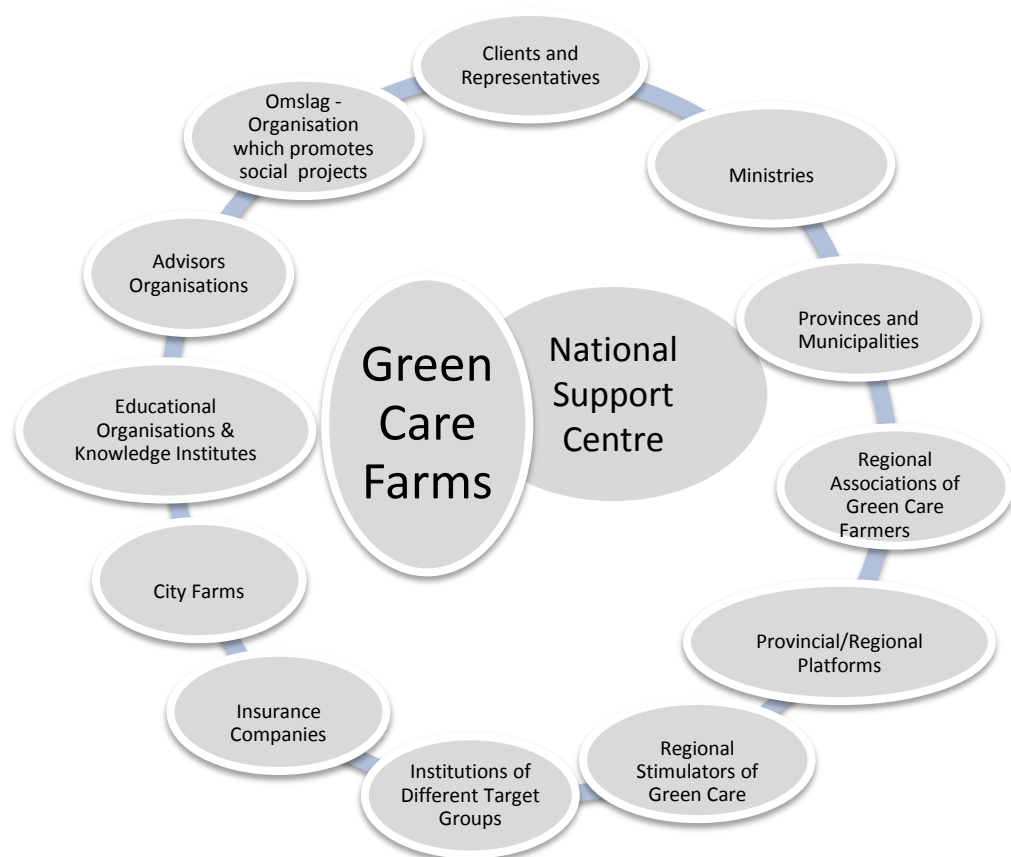 Clients and
Representatives
Ministries
Provinces and
Municipalities
Regional
Associations of
Green Care
Farmers
Provincial/Regional
Platforms
Regional
Stimulators of
Green Care
Institutions of
Different Target
Groups
Insurance
Companies
City Farms
Educational
Organisations &
Knowledge Institutes
Advisors
Organisations
Omslag -
Organisation
which promotes
social projects
Green
Care
Farms
National
Support
Centre